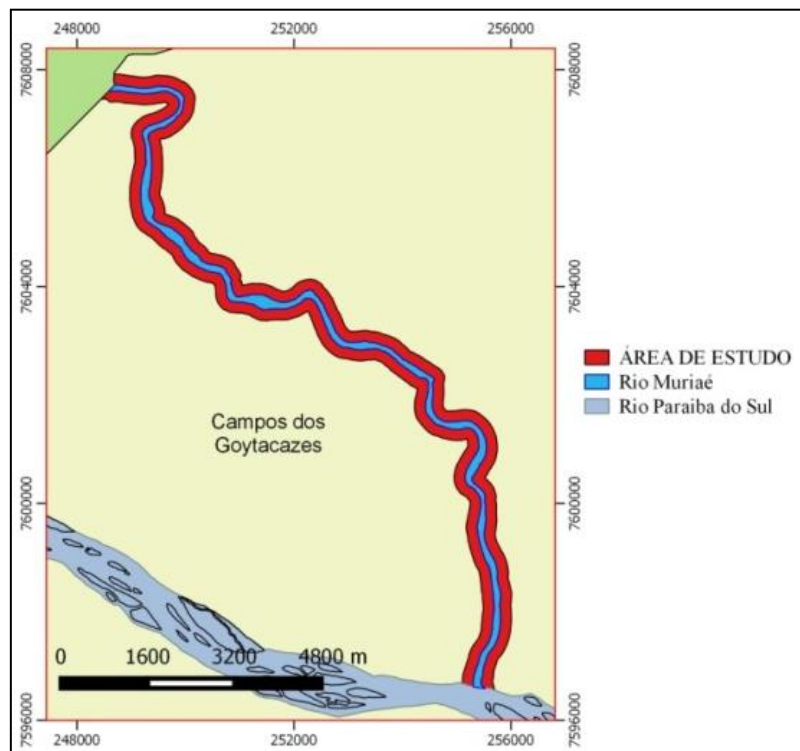 248000 252000 256000
7608000 7608000
7604000 7604000
ÁREA DE ESTUDO
Rio Muriaé
Rio Paraiba do Sul
Campos dos
Goytacazes
7600000 7600000
0 1600 3200 4800 m
7596000 7596000
248000 252000 256000